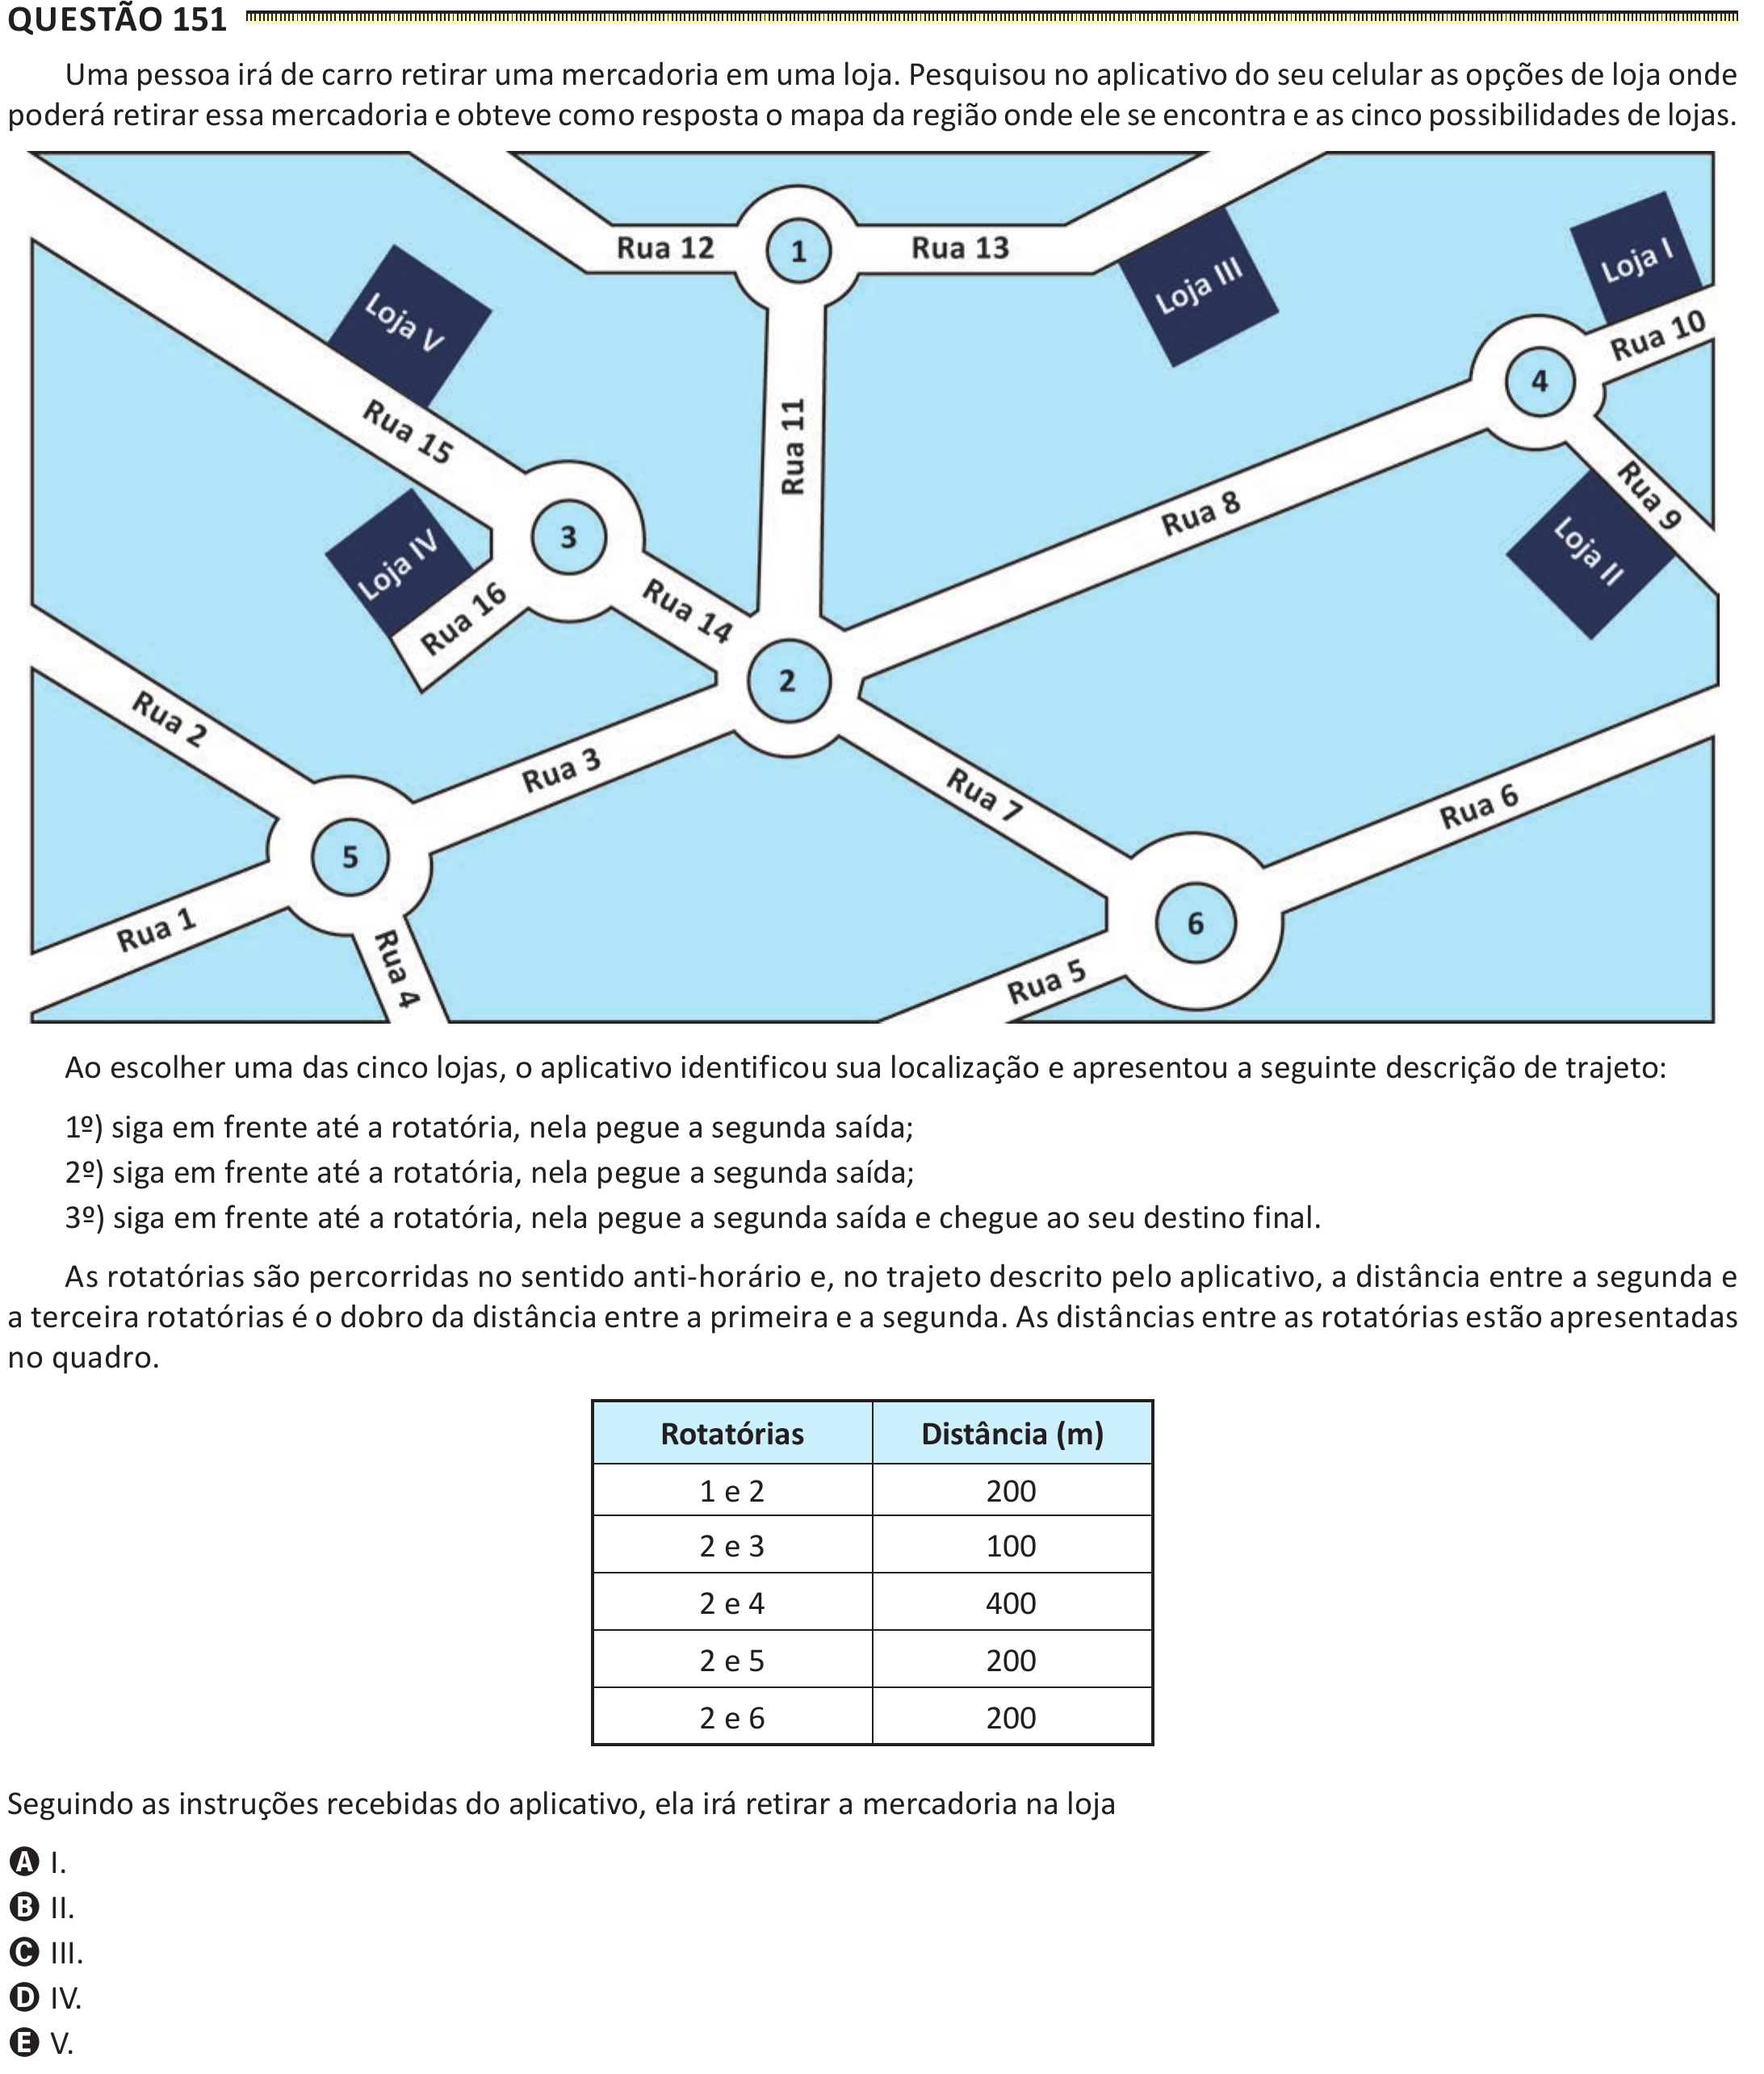 QUESTÃO 151
Uma pessoa irá de carro retirar uma mercadoria em uma loja. Pesquisou no aplicativo do seu celular as opções de loja onde
poderá retirar essa mercadoria e obteve como resposta o mapa da região onde ele se encontra e as cinco possibilidades de lojas.
Rua 12
1
Rua 13
Loja III
Loja I
Rua 10
Loja V
4
Rua 15
Rua 11
Rua 9
Rua 8
3
Loja IV
Loja II
Rua 16
Rua 14
2
Rua 2
Rua 3
Rua 7
Rua 6
5
6
Rua 1
Rua 4
Rua 5
Ao escolher uma das cinco lojas, o aplicativo identificou sua localização e apresentou a seguinte descrição de trajeto:
1º) siga em frente até a rotatória, nela pegue a segunda saída;
2º) siga em frente até a rotatória, nela pegue a segunda saída;
3º) siga em frente até a rotatória, nela pegue a segunda saída e chegue ao seu destino final.
As rotatórias são percorridas no sentido anti-horário e, no trajeto descrito pelo aplicativo, a distância entre a segunda e
a terceira rotatórias é o dobro da distância entre a primeira e a segunda. As distâncias entre as rotatórias estão apresentadas
no quadro.
Rotatórias Distância (m)
1 e 2 200
2 e 3 100
2 e 4 400
2 e 5 200
2 e 6 200
Seguindo as instruções recebidas do aplicativo, ela irá retirar a mercadoria na loja
A I.
B II.
C III.
D IV.
E V.